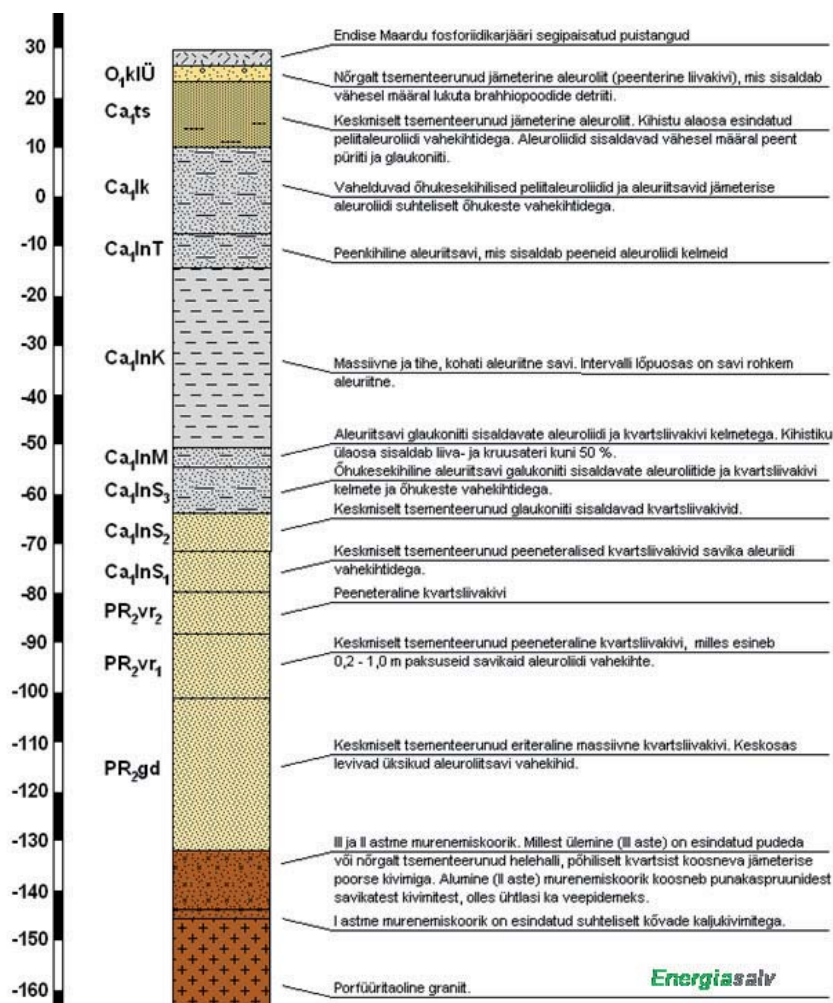 Endise Maardu fosforiidikarjääri segipaisatud puistangud
30
O₁klÜ
Nõrgalt tsementeerunud jämeterine aleuroliit (peenterine liivakivi), mis sisaldab
vähesel määral lukuta brahhiopoodide detriiti.
20
Ca₁ts
Keskmiselt tsementeerunud jämeterine aleuroliit. Kihistu alaosa esindatud
peliitaleuroliidi vahekihtidega. Aleuroliidid sisaldavad vähesel määral peent
püriiti ja glaukoniiti.
10
Ca₁lk
Vahelduvad õhukesekihilised peliitaleuroliidid ja aleuriitsavid jämeterise
aleuroliidi suhteliselt õhukeste vahekihtidega.
0
-10
Ca₁lnT
Peenkihiline aleuriitsavi, mis sisaldab peeneid aleuroliidi kelmeid
-20
-30
Ca₁lnK
Massiivne ja tihe, kohati aleuriitne savi. Intervalli lõpuosas on savi rohkem
aleuriitne.
-40
-50
Ca₁lnM
Aleuriitsavi glaukoniiti sisaldavate aleuroliidi ja kvartsliivakivi kelmetega. Kihistiku
ülaosa sisaldab liiva- ja kruusateri kuni 50 %.
-60
Ca₁lnS₃
Õhukesekihiline aleuriitsavi galukoniiti sisaldavate aleuroliitide ja kvartsliivakivi
kelmete ja õhukeste vahekihtidega.
Ca₁lnS₂
Keskmiselt tsementeerunud glaukoniiti sisaldavad kvartsliivakivid.
-70
Ca₁lnS₁
Keskmiselt tsementeerunud peeneteralised kvartsliivakivid savika aleuriidi
vahekihtidega.
-80
PR₂vr₂
Peeneteraline kvartsliivakivi
-90
PR₂vr₁
Keskmiselt tsementeerunud peeneteraline kvartsliivakivi, milles esineb
0,2 - 1,0 m paksuseid savikaid aleuroliidi vahekihte.
-100
-110
PR₂gd
Keskmiselt tsementeerunud eriteraline massiivne kvartsliivakivi. Keskosas
levivad üksikud aleuroliitsavi vahekihid.
-120
-130
III ja II astme murenemiskoorik. Millest ülemine (III aste) on esindatud pudeda
või nõrgalt tsementeerunud helehalli, põhiliselt kvartsist koosneva jämeterise
poorse kivimiga. Alumine (II aste) murenemiskoorik koosneb punakaspruunidest
savikatest kivimitest, olles ühtlasi ka veepidemeks.
-140
I astme murenemiskoorik on esindatud suhteliselt kõvade kaljukivimitega.
-150
-160
Porfüüritaoline graniit.
Energiasalv